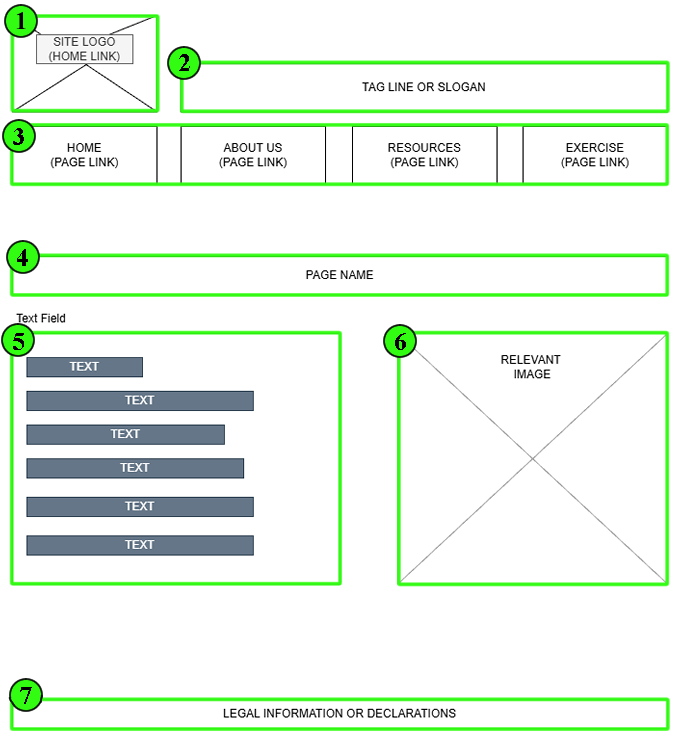 1
SITE LOGO
(HOME LINK)
2
TAG LINE OR SLOGAN
3
HOME
(PAGE LINK)
ABOUT US
(PAGE LINK)
RESOURCES
(PAGE LINK)
EXERCISE
(PAGE LINK)
4
PAGE NAME
Text Field
5
TEXT
TEXT
TEXT
TEXT
TEXT
TEXT
6
RELEVANT
IMAGE
7
LEGAL INFORMATION OR DECLARATIONS